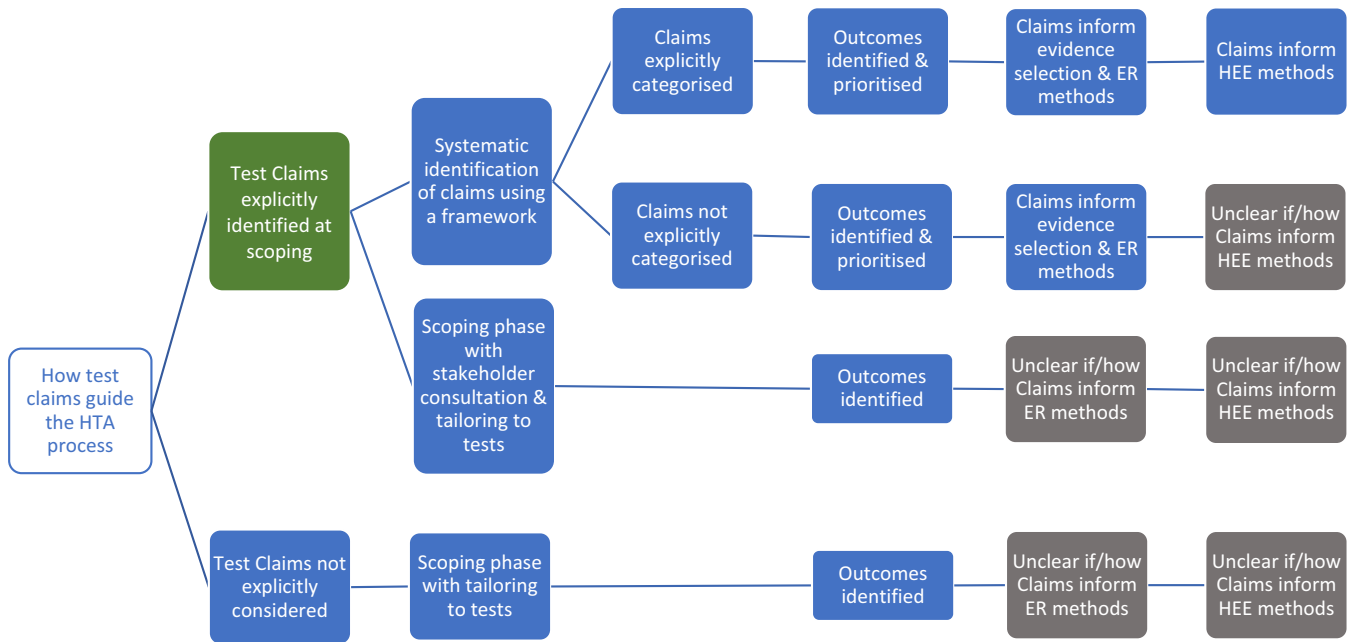 Claims
explicitly
categorised
Outcomes
identified &
prioritised
Claims inform
evidence
selection & ER
methods
Claims inform
HEE methods
Test Claims
explicitly
identified at
scoping
Systematic
identification
of claims using
a framework
Claims not
explicitly
categorised
Outcomes
identified &
prioritised
Claims inform
evidence
selection & ER
methods
Unclear if/how
Claims inform
HEE methods
How test
claims guide
the HTA
process
Scoping phase
with
stakeholder
consultation &
tailoring to
tests
Outcomes
identified
Unclear if/how
Claims inform
ER methods
Unclear if/how
Claims inform
HEE methods
Test Claims not
explicitly
considered
Scoping phase
with tailoring
to tests
Outcomes
identified
Unclear if/how
Claims inform
ER methods
Unclear if/how
Claims inform
HEE methods